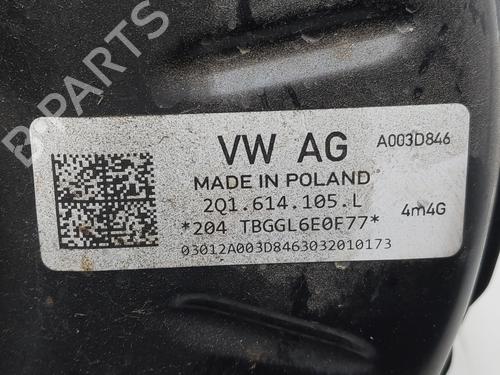 B-PARTS
VW AG
A003D846
MADE IN POLAND
2Q1.614.105.L
*204 TBGGL6E0F77*
4m4G
03012A003D8463032010173